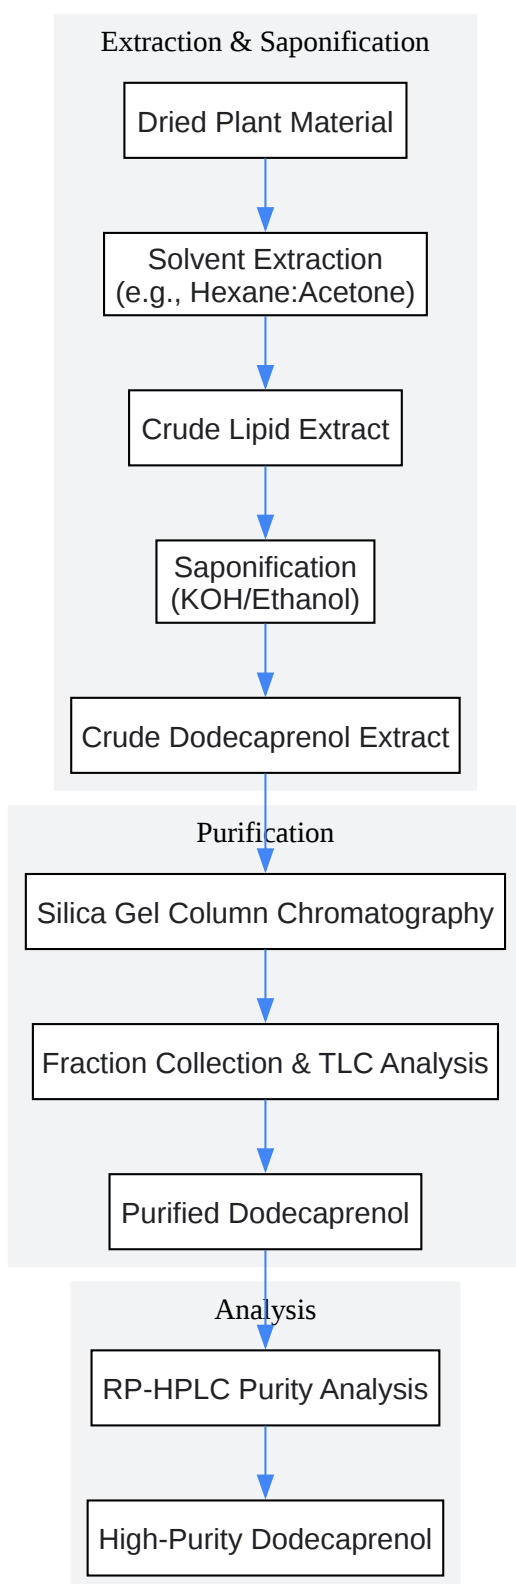 Extraction & Saponification
Dried Plant Material
Solvent Extraction
(e.g., Hexane:Acetone)
Crude Lipid Extract
Saponification
(KOH/Ethanol)
Crude Dodecaprenol Extract
Purification
Silica Gel Column Chromatography
Fraction Collection & TLC Analysis
Purified Dodecaprenol
Analysis
RP-HPLC Purity Analysis
High-Purity Dodecaprenol